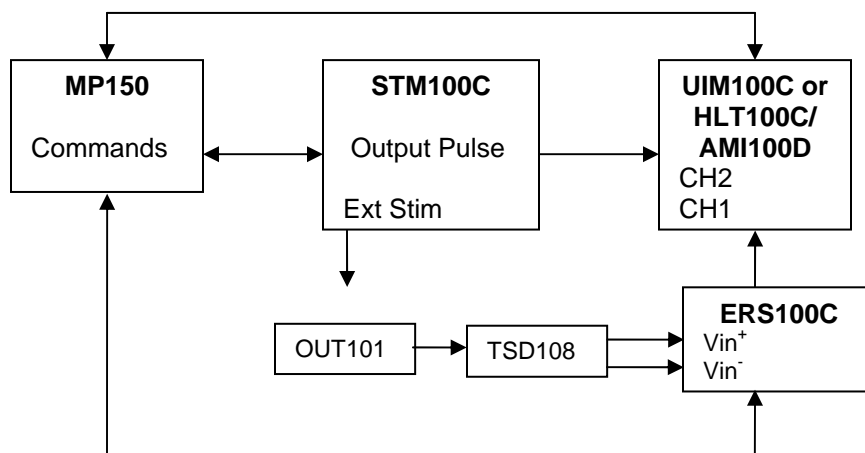 MP150
Commands
STM100C
Output Pulse
Ext Stim
UIM100C or
HLT100C/
AMI100D
CH2
CH1
OUT101
TSD108
ERS100C
Vin⁺
Vin⁻